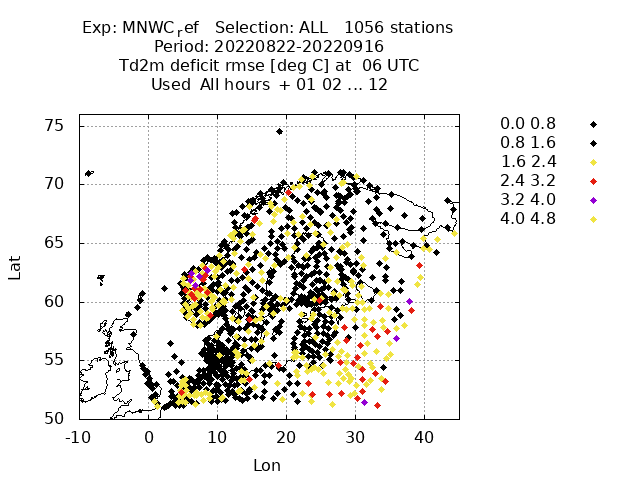 Exp: MNWCref   Selection: ALL   1056 stations
Period: 20220822-20220916
Td2m deficit rmse [deg C] at  06 UTC
Used  All hours  + 01 02 ... 12
0.0 0.8
0.8 1.6
1.6 2.4
2.4 3.2
3.2 4.0
4.0 4.8
75
70
65
60
55
50
Lat
-10 0 10 20 30 40
Lon